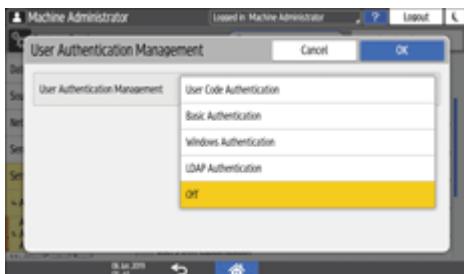 Machine Administrator
Logged in: Machine Administrator
?
Logout
User Authentication Management
Cancel
OK
User Authentication Management
User Code Authentication
Basic Authentication
Windows Authentication
LDAP Authentication
Off